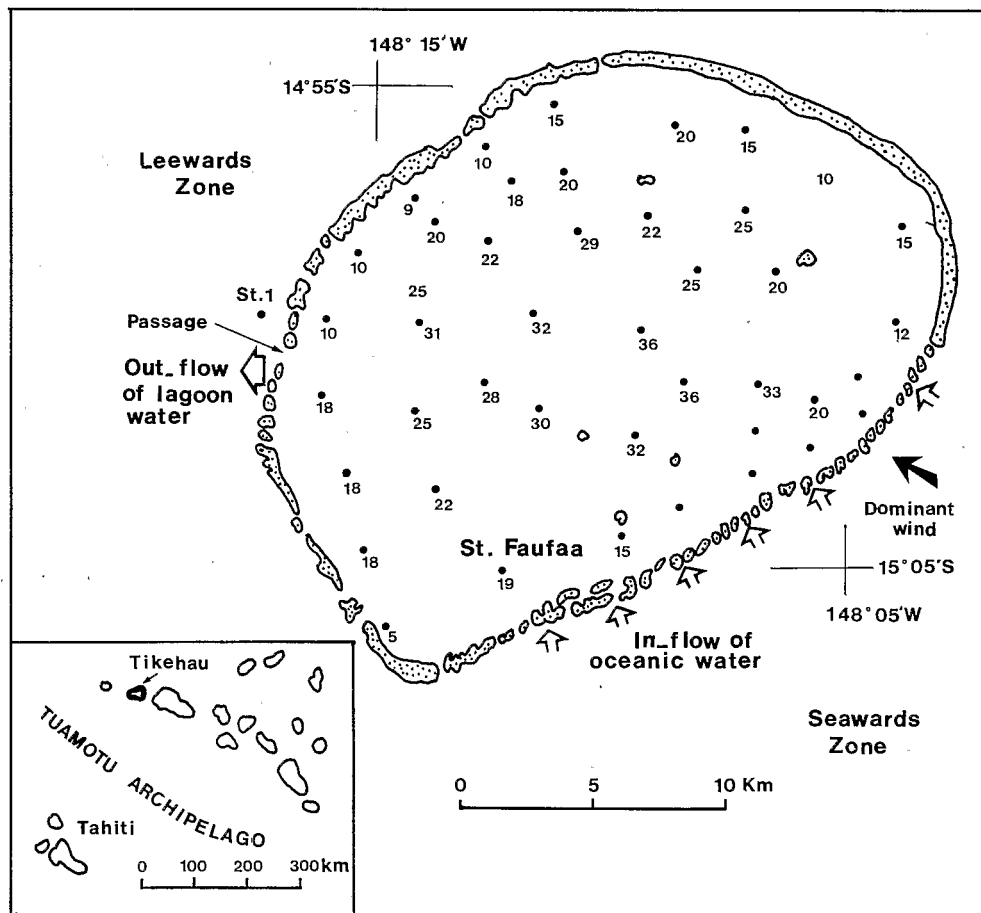 148° 15′ W
14°55′S
15
20
15
10
Leewards
Zone
20
10
18
9
20
22
25
15
29
22
10
20
25
25
20
St.1
10
31
32
36
12
Passage
Out_flow
of lagoon
water
18
25
28
30
36
33
20
32
18
22
Dominant
wind
St. Faufaa
15
18
19
15°05′S
148° 05′W
5
In_flow of
oceanic water
Seawards
Zone
0 5 10 Km
Tikehau
TUAMOTU ARCHIPELAGO
Tahiti
0 100 200 300km